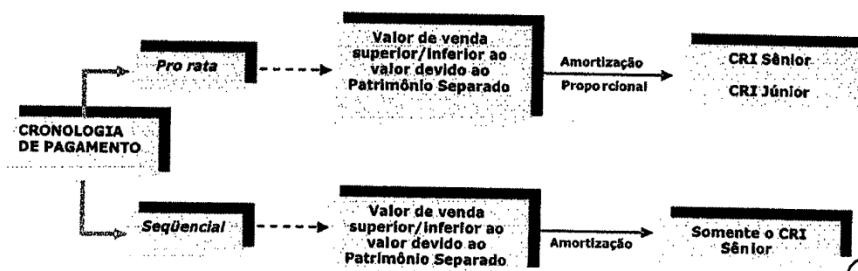 Pro rata
Valor de venda
superior/inferior ao
valor devido ao
Patrimônio Separado
Amortização
Proporcional
CRI Sênior
CRI Júnior
CRONOLOGIA
DE PAGAMENTO
Seqüencial
Valor de venda
superior/inferior ao
valor devido ao
Patrimônio Separado
Amortização
Somente o CRI
Sênior